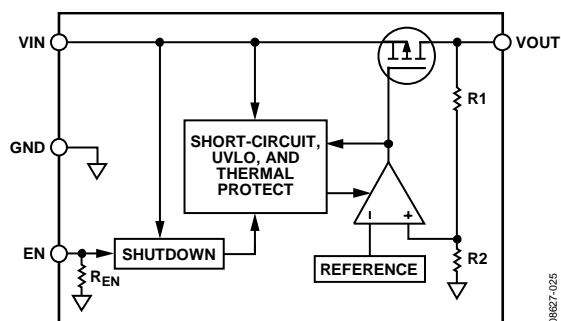 VIN
VOUT
R1
GND
SHORT-CIRCUIT,
UVLO, AND
THERMAL
PROTECT
EN
SHUTDOWN
REN
REFERENCE
R2
08627-025